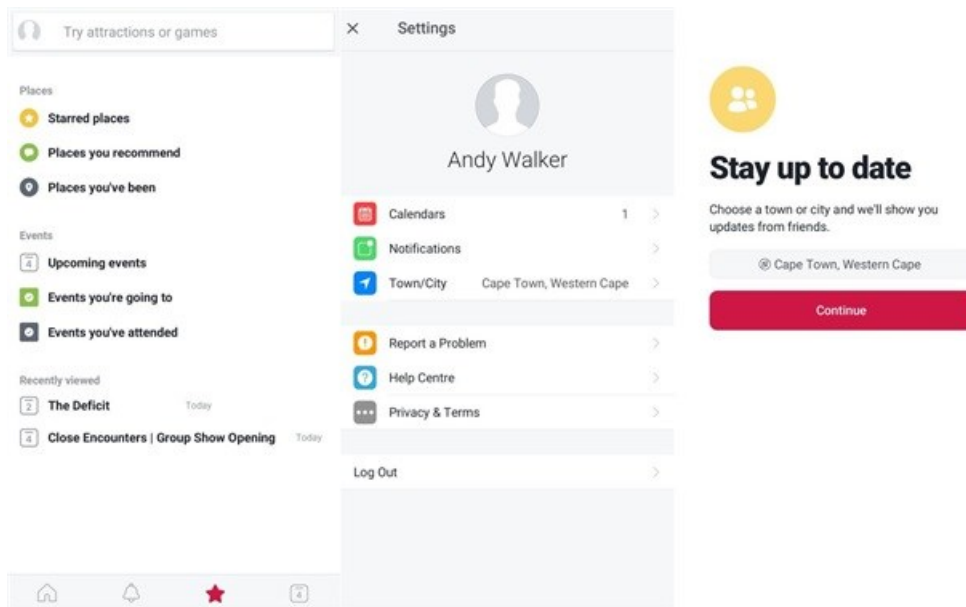 Try attractions or games
Places
Starred places
Places you recommend
Places you've been
Events
4 Upcoming events
Events you're going to
Events you've attended
Recently viewed
2 The Deficit Today
4 Close Encounters | Group Show Opening Today
4
Settings
Andy Walker
Calendars 1
Notifications
Town/City Cape Town, Western Cape
Report a Problem
Help Centre
Privacy & Terms
Log Out
Stay up to date
Choose a town or city and we'll show you
updates from friends.
Cape Town, Western Cape
Continue